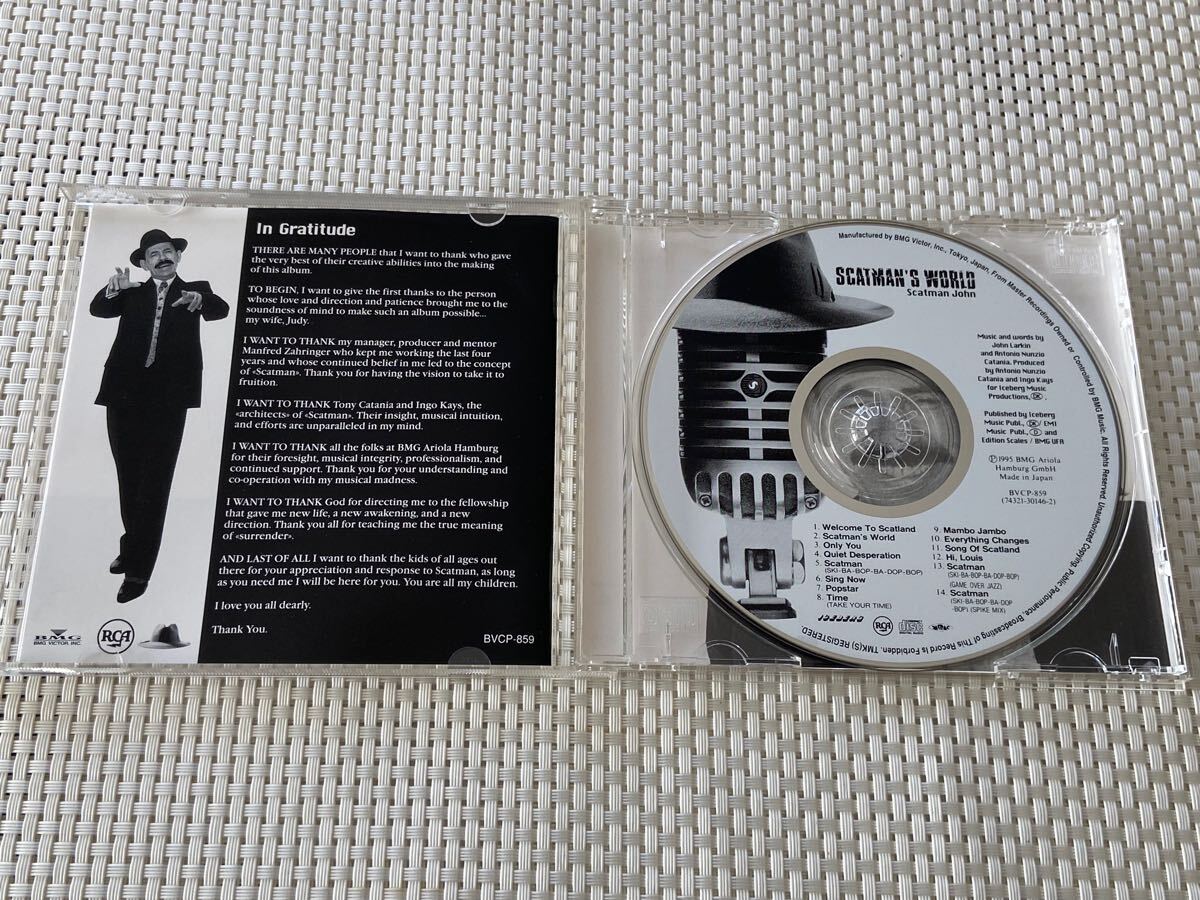 In Gratitude
THERE ARE MANY PEOPLE that I want to thank who gave
the very best of their creative abilities into the making
of this album.
TO BEGIN, I want to give the first thanks to the person
whose love and direction and patience brought me to the
soundness of mind to make such an album possible...
my wife, Judy.
I WANT TO THANK my manager, producer and mentor
Manfred Zahringer who kept me working the last four
years and whose continued belief in me led to the concept
of «Scatman». Thank you for having the vision to take it to
fruition.
I WANT TO THANK Tony Catania and Ingo Kays, the
«architects» of «Scatman». Their insight, musical intuition,
and efforts are unparalleled in my mind.
I WANT TO THANK all the folks at BMG Ariola Hamburg
for their foresight, musical integrity, professionalism, and
continued support. Thank you for your understanding and
co-operation with my musical madness.
I WANT TO THANK God for directing me to the fellowship
that gave me new life, a new awakening, and a new
direction. Thank you all for teaching me the true meaning
of «surrender».
AND LAST OF ALL I want to thank the kids of all ages out
there for your appreciation and response to Scatman, as long
as you need me I will be here for you. You are all my children.
I love you all dearly.
Thank You.
BMG
BMG VICTOR, INC.
RCA
BVCP-859
Manufactured by BMG Victor, Inc., Tokyo, Japan, From Master Recordings Owned or Controlled by BMG Music. All Rights Reserved. Unauthorized Copying, Public Performance, Broadcasting of This Record Is Forbidden. TMK(S) REGISTERED.
SCATMAN'S WORLD
Scatman John
Music and words by
John Larkin
and Antonio Nunzio
Catania. Produced
by Antonio Nunzio
Catania and Ingo Kays
for Iceberg Music
Productions, DK.
Published by Iceberg
Music Publ., DK / EMI
Music Publ., D and
Edition Scales / BMG UFA
Ⓟ1995 BMG Ariola
Hamburg GmbH
Made in Japan
BVCP-859
(74321-30146-2)
1. Welcome To Scatland
2. Scatman's World
3. Only You
4. Quiet Desperation
5. Scatman
(SKI-BA-BOP-BA-DOP-BOP)
6. Sing Now
7. Popstar
8. Time
(TAKE YOUR TIME)
9. Mambo Jambo
10. Everything Changes
11. Song Of Scatland
12. Hi, Louis
13. Scatman
(SKI-BA-BOP-BA-DOP-BOP)
(GAME OVER JAZZ)
14. Scatman
(SKI-BA-BOP-BA-DOP
-BOP) (SPIKE MIX)
ICEBERG
RCA
COMPACT disc DIGITAL AUDIO